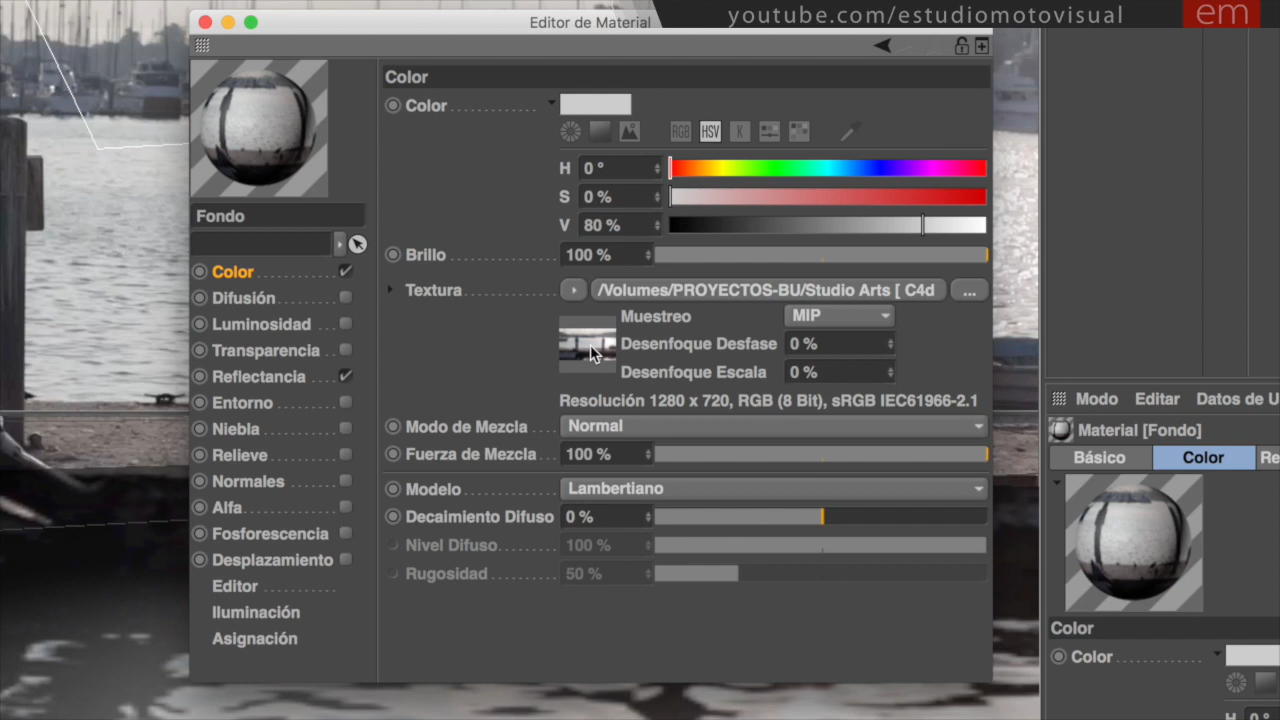 Editor de Material
youtube.com/estudiomotovisual
em
Color
Color
RGB
HSV
K
H 0 °
S 0 %
V 80 %
Fondo
Brillo 100 %
Color
Textura /Volumes/PROYECTOS-BU/Studio Arts [ C4d ...
Difusión
Muestreo MIP
Luminosidad
Desenfoque Desfase 0 %
Transparencia
Desenfoque Escala 0 %
Reflectancia
Resolución 1280 x 720, RGB (8 Bit), sRGB IEC61966-2.1
Entorno
Modo de Mezcla Normal
Niebla
Fuerza de Mezcla 100 %
Relieve
Normales
Modelo Lambertiano
Alfa
Decaimiento Difuso 0 %
Fosforescencia
Nivel Difuso 100 %
Desplazamiento
Rugosidad 50 %
Editor
Iluminación
Asignación
Modo Editar Datos de U
Material [Fondo]
Básico Color Re
Color
Color
H 0 °